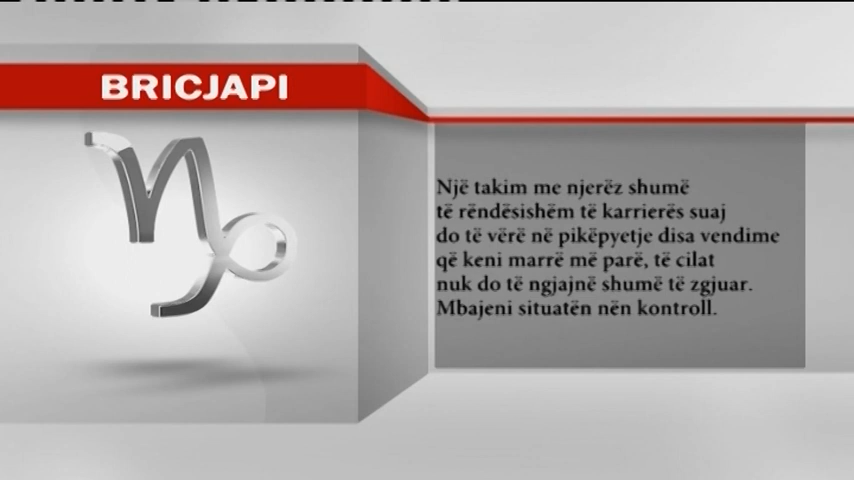 BRICJAPI
Një takim me njerëz shumë
të rëndësishëm të karrierës suaj
do të vërë në pikëpyetje disa vendime
që keni marrë më parë, të cilat
nuk do të ngjajnë shumë të zgjuar.
Mbajeni situatën nën kontroll.